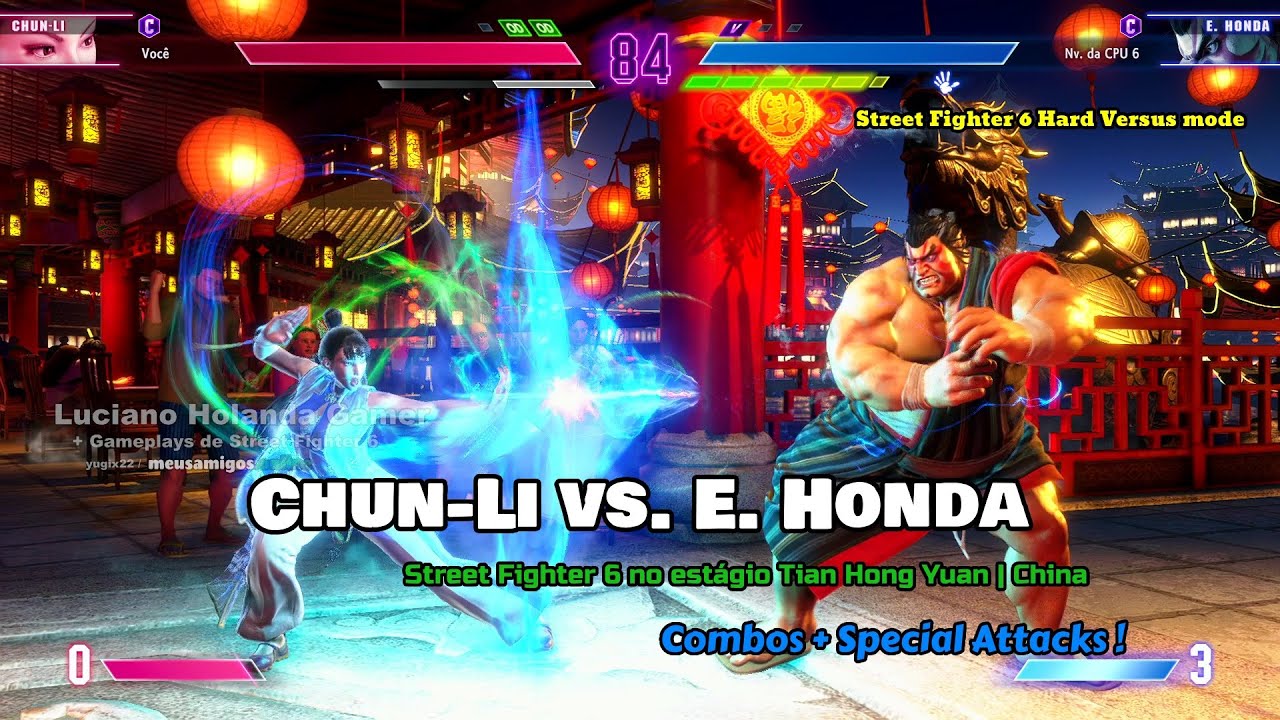 CHUN-LI
C
Você
OD OD
84
V
C
E. HONDA
Nv. da CPU 6
Street Fighter 6 Hard Versus mode
Luciano Holanda Gamer
+ Gameplays de Street Fighter 6
yugix22 / meusamigos
CHUN-LI VS. E. HONDA
Street Fighter 6 no estágio Tian Hong Yuan | China
Combos + Special Attacks !
0
3